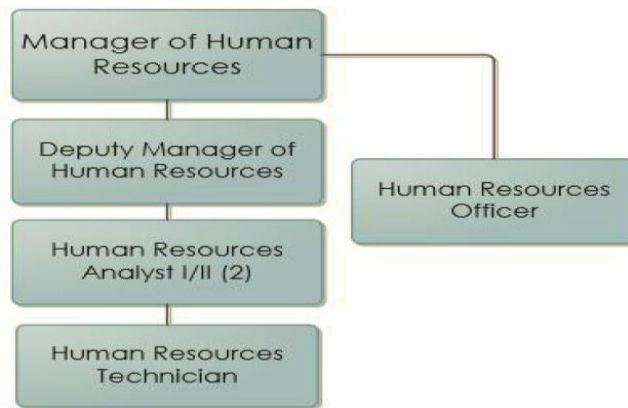 Manager of Human
Resources
Deputy Manager of
Human Resources
Human Resources
Officer
Human Resources
Analyst I/II (2)
Human Resources
Technician